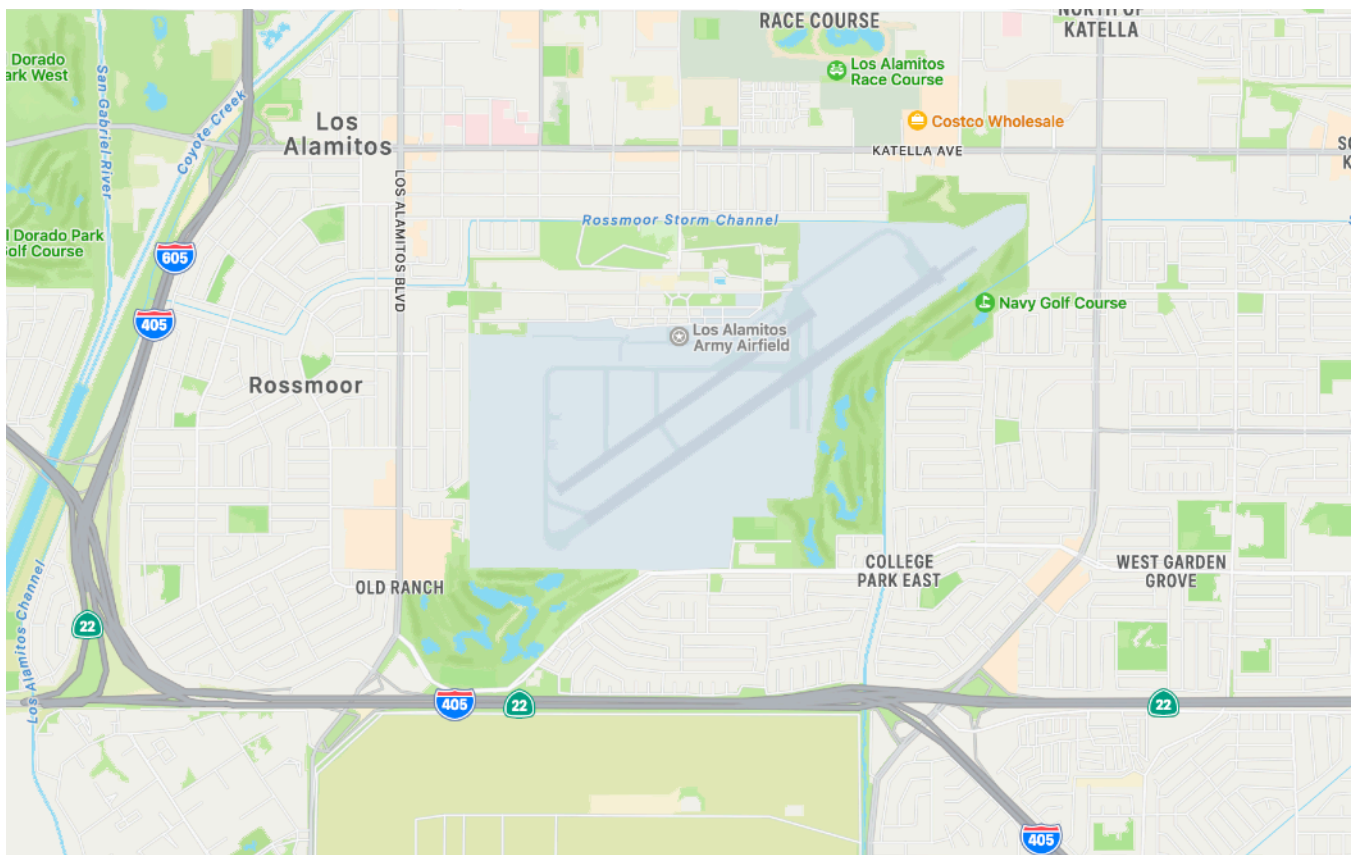 RACE COURSE
NORTH OF
KATELLA
Dorado
ark West
Los Alamitos
Race Course
San Gabriel River
Coyote Creek
Los
Alamitos
Costco Wholesale
KATELLA AVE
SO
K
LOS ALAMITOS BLVD
Rossmoor Storm Channel
S
l Dorado Park
olf Course
605
405
Navy Golf Course
Los Alamitos
Army Airfield
Rossmoor
Los Alamitos Channel
OLD RANCH
COLLEGE
PARK EAST
WEST GARDEN
GROVE
22
405
22
22
405